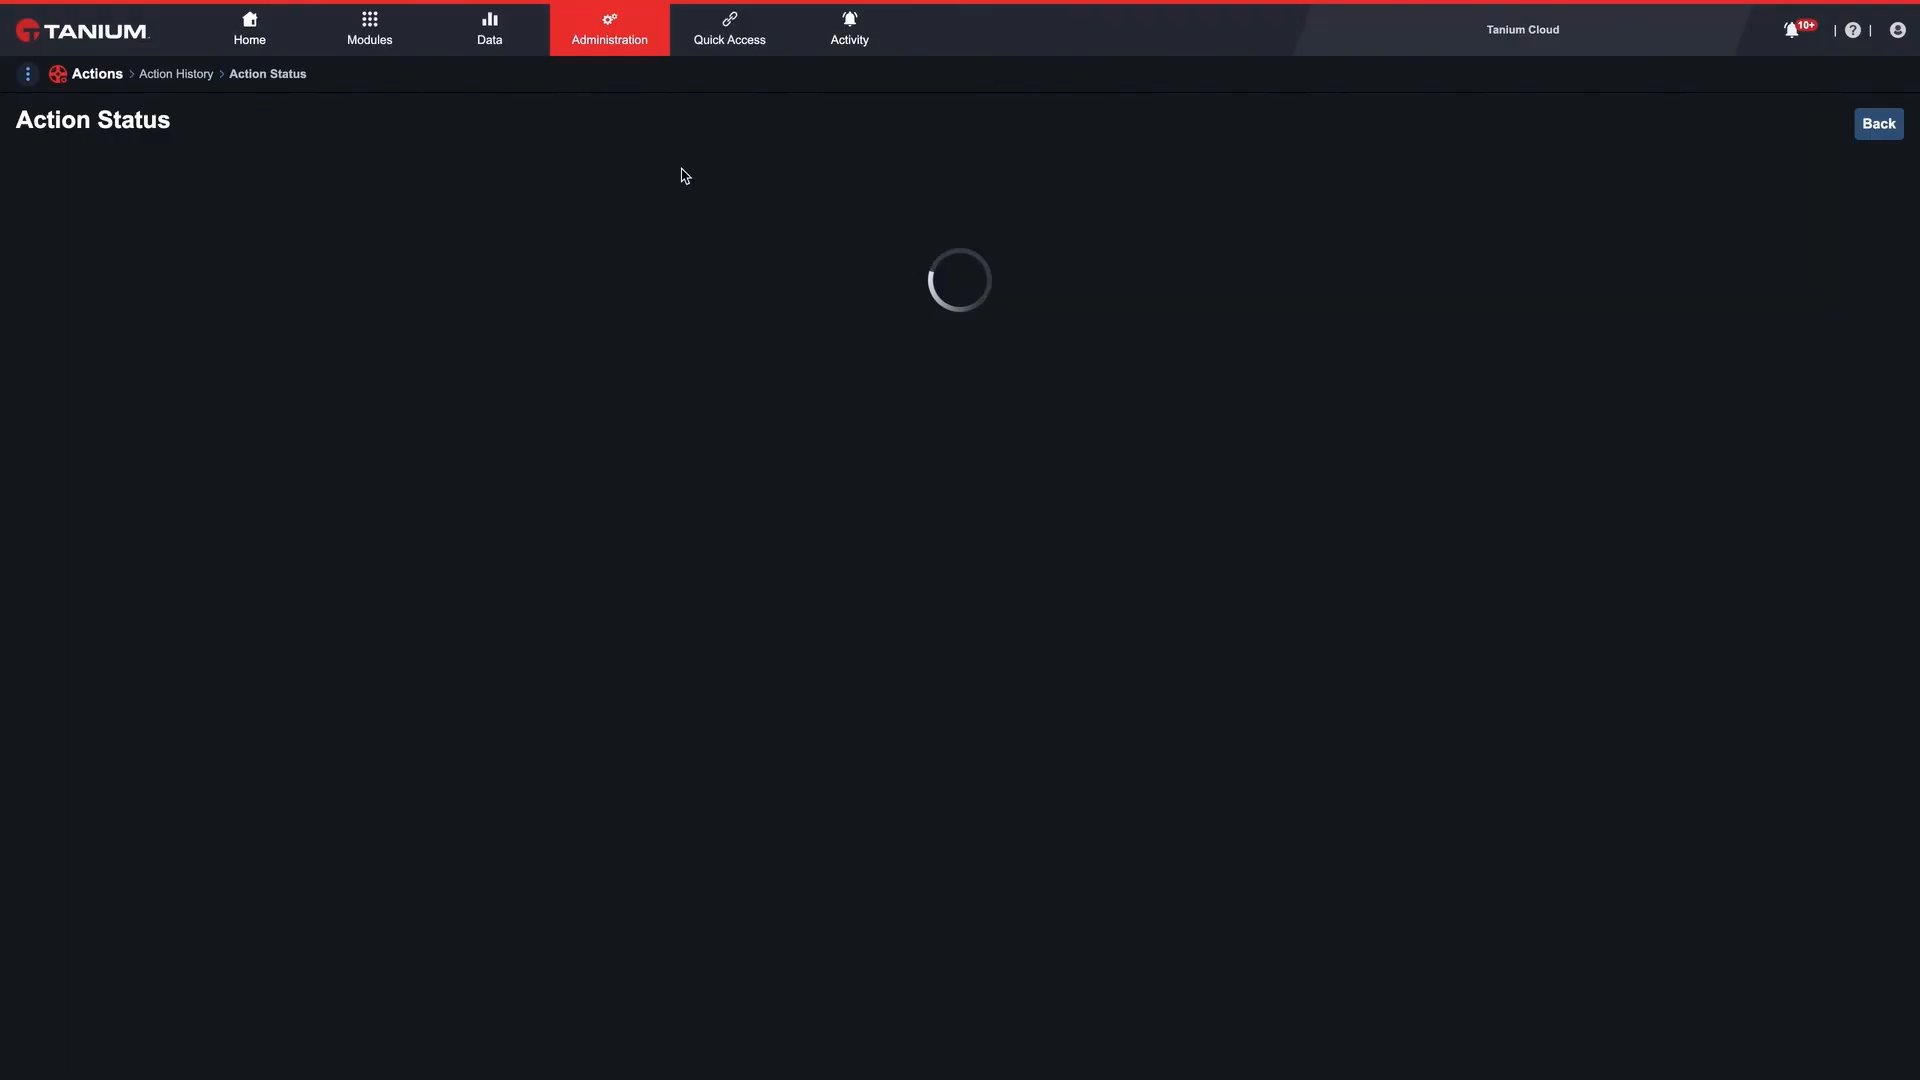 TANIUM
Home
Modules
Data
Administration
Quick Access
Activity
Tanium Cloud
10+
Actions > Action History > Action Status
Action Status
Back